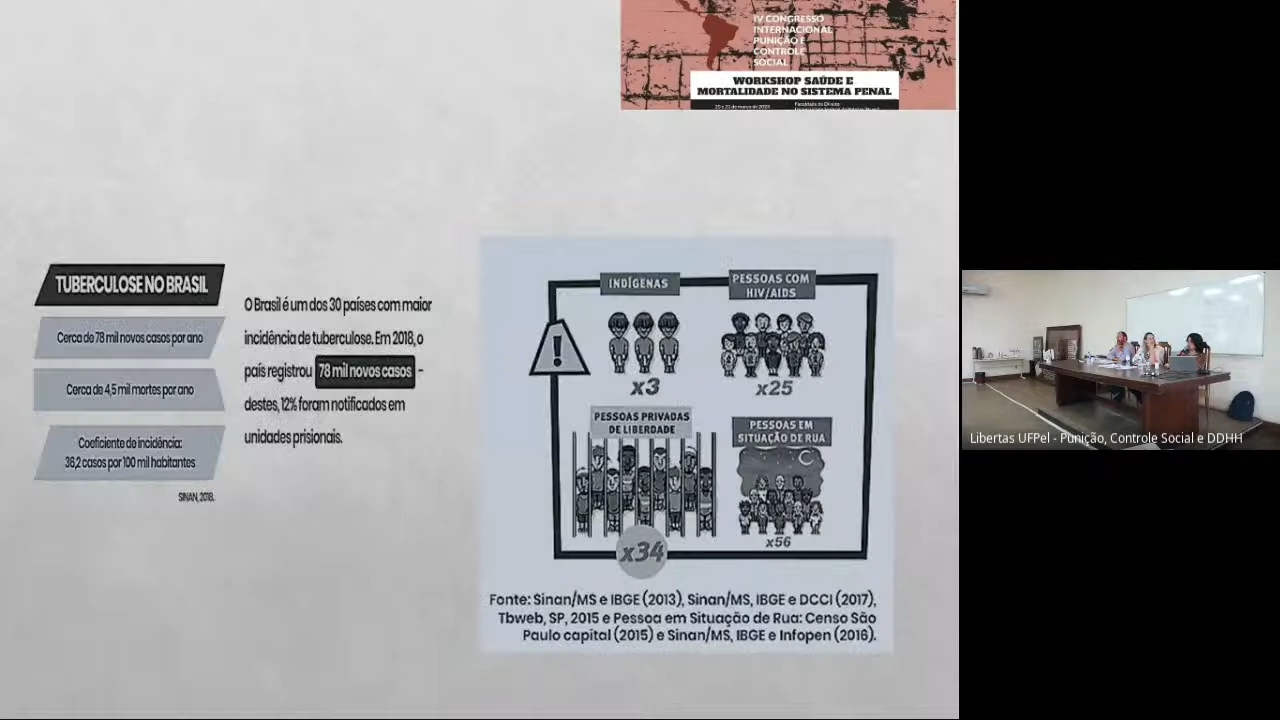 IV CONGRESSO
INTERNACIONAL
PUNIÇÃO E
CONTROLE
SOCIAL
WORKSHOP SAÚDE E
MORTALIDADE NO SISTEMA PENAL
Faculdade de Direito
TUBERCULOSE NO BRASIL
Cerca de 78 mil novos casos por ano
Cerca de 4,5 mil mortes por ano
Coeficiente de incidência:
36,2 casos por 100 mil habitantes
SINAN, 2018.
O Brasil é um dos 30 países com maior
incidência de tuberculose. Em 2018, o
país registrou 78 mil novos casos –
destes, 12% foram notificados em
unidades prisionais.
INDÍGENAS
x3
PESSOAS COM
HIV/AIDS
x25
PESSOAS PRIVADAS
DE LIBERDADE
x34
PESSOAS EM
SITUAÇÃO DE RUA
x56
Fonte: Sinan/MS e IBGE (2013), Sinan/MS, IBGE e DCCI (2017),
Tbweb, SP, 2015 e Pessoa em Situação de Rua: Censo São
Paulo capital (2015) e Sinan/MS, IBGE e Infopen (2016).
Libertas UFPel - Punição, Controle Social e DDHH